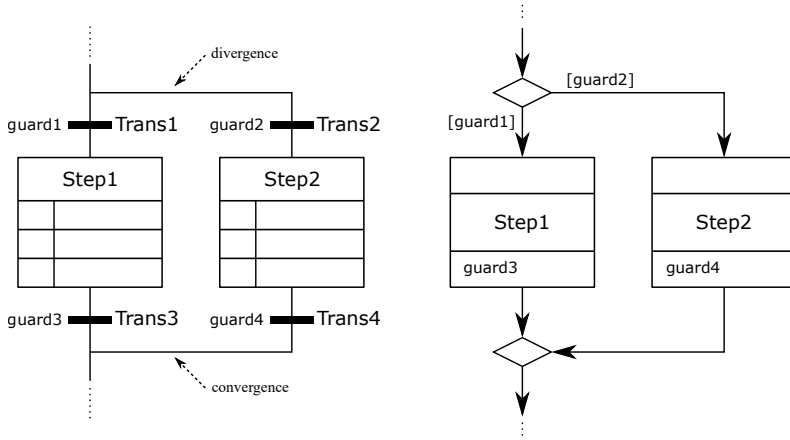 divergence
guard1 Trans1
guard2 Trans2
Step1
Step2
guard3 Trans3
guard4 Trans4
convergence
[guard2]
[guard1]
Step1
Step2
guard3
guard4